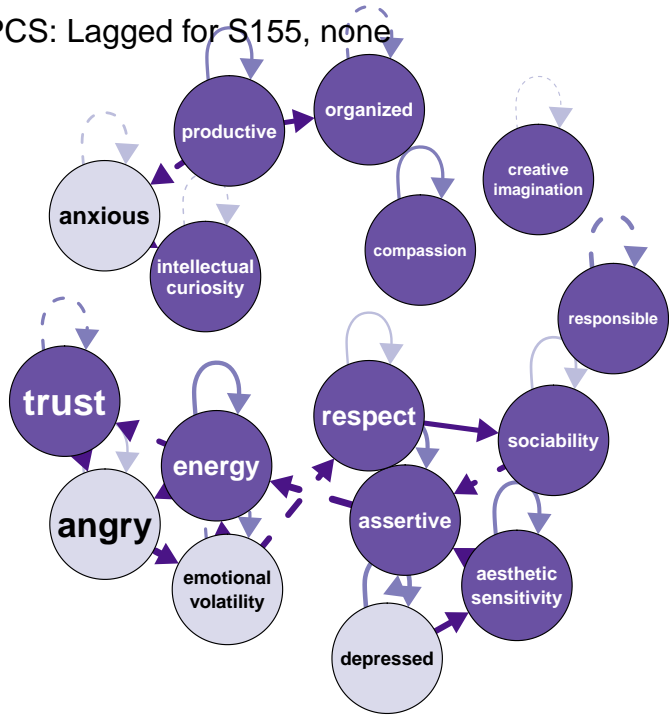 PCS: Lagged for S155, none
organized
productive
creative
imagination
anxious
compassion
intellectual
curiosity
responsible
trust
respect
sociability
energy
angry
assertive
emotional
volatility
aesthetic
sensitivity
depressed